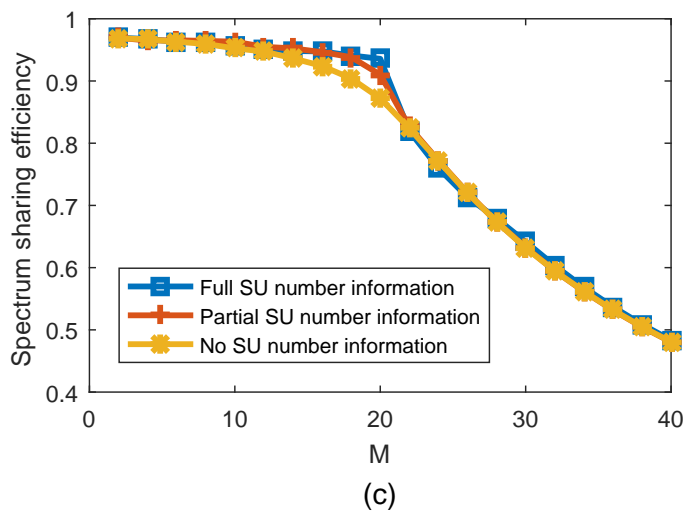 1
0.9
0.8
0.7
0.6
0.5
0.4
Spectrum sharing efficiency
Full SU number information
Partial SU number information
No SU number information
0 10 20 30 40
M
(c)